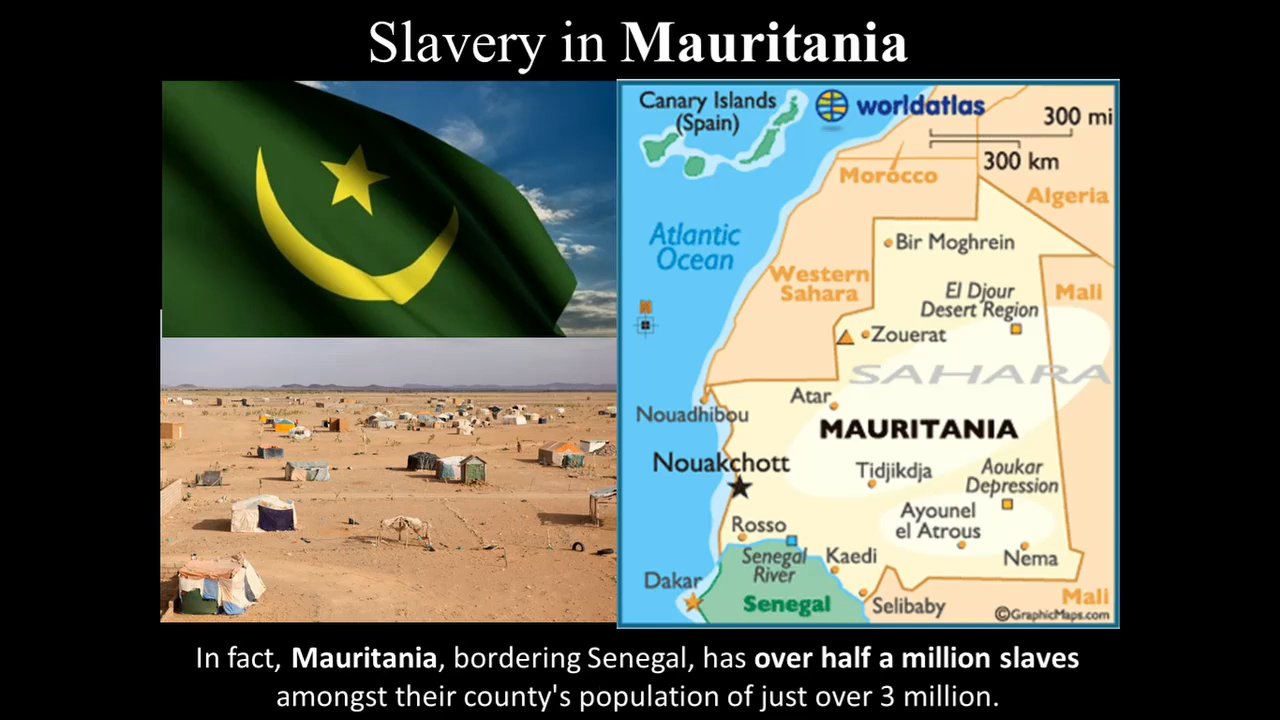 Slavery in Mauritania
Canary Islands
(Spain)
worldatlas
300 mi
300 km
Morocco
Algeria
Atlantic
Ocean
Bir Moghrein
Western
Sahara
El Djour
Desert Region
Mali
N
Zouerat
SAHARA
Atar
Nouadhibou
MAURITANIA
Nouakchott
Tidjikdja
Aoukar
Depression
Ayounel
el Atrous
Rosso
Senegal
River
Kaedi
Nema
Dakar
Senegal
Selibaby
Mali
©GraphicMaps.com
In fact, Mauritania, bordering Senegal, has over half a million slaves
amongst their county's population of just over 3 million.